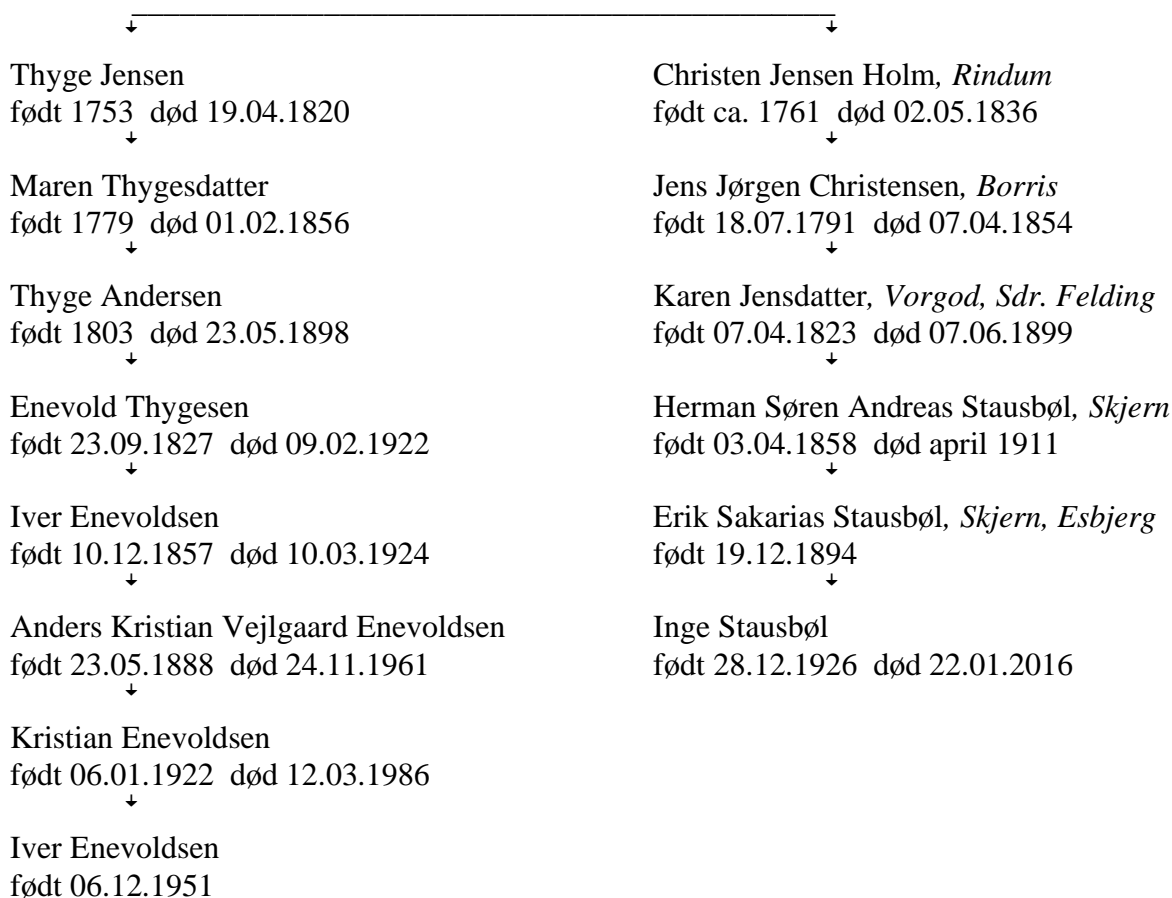 Thyge Jensen
født 1753 død 19.04.1820
Maren Thygesdatter
født 1779 død 01.02.1856
Thyge Andersen
født 1803 død 23.05.1898
Enevold Thygesen
født 23.09.1827 død 09.02.1922
Iver Enevoldsen
født 10.12.1857 død 10.03.1924
Anders Kristian Vejlgaard Enevoldsen
født 23.05.1888 død 24.11.1961
Kristian Enevoldsen
født 06.01.1922 død 12.03.1986
Iver Enevoldsen
født 06.12.1951
Christen Jensen Holm, Rindum
født ca. 1761 død 02.05.1836
Jens Jørgen Christensen, Borris
født 18.07.1791 død 07.04.1854
Karen Jensdatter, Vorgod, Sdr. Felding
født 07.04.1823 død 07.06.1899
Herman Søren Andreas Stausbøl, Skjern
født 03.04.1858 død april 1911
Erik Sakarias Stausbøl, Skjern, Esbjerg
født 19.12.1894
Inge Stausbøl
født 28.12.1926 død 22.01.2016